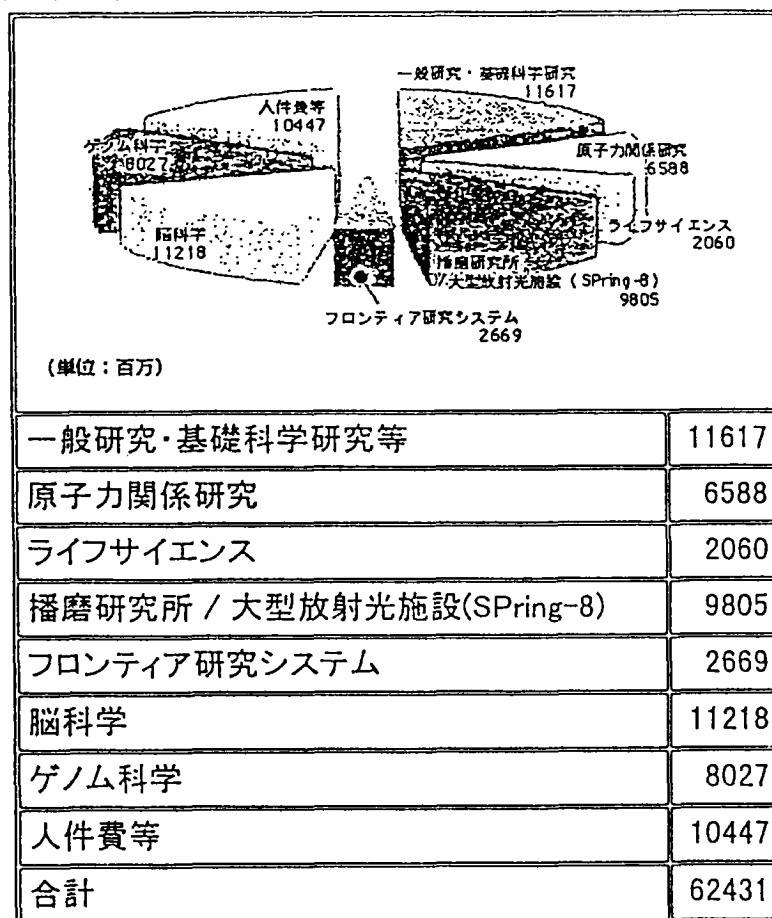 一般研究・基礎科学研究
11617
人件費等
10447
ゲノム科学
8027
原子力関係研究
6588
ライフサイエンス
2060
脳科学
11218
播磨研究所
大型放射光施設（SPring-8）
9805
フロンティア研究システム
2669
(単位：百万)
一般研究・基礎科学研究等 11617
原子力関係研究 6588
ライフサイエンス 2060
播磨研究所 / 大型放射光施設(SPring-8) 9805
フロンティア研究システム 2669
脳科学 11218
ゲノム科学 8027
人件費等 10447
合計 62431